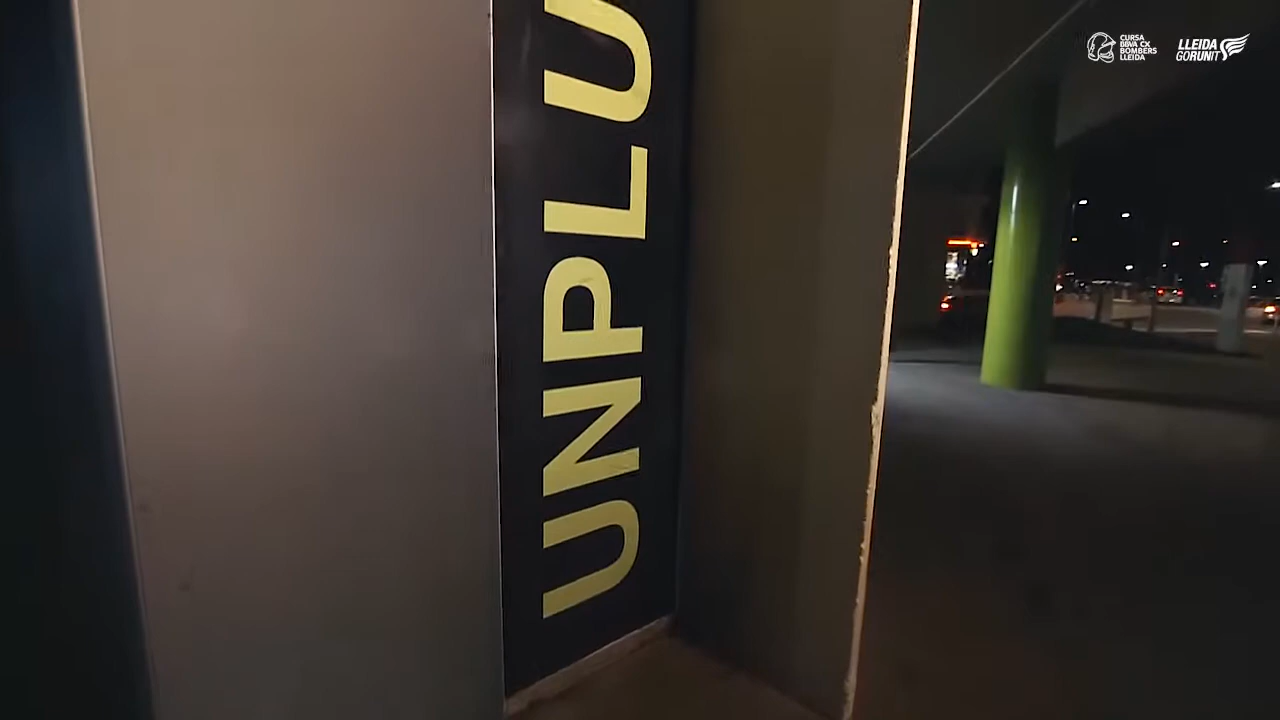 UNPLU
CURSA
BBVA CX
BOMBERS
LLEIDA
LLEIDA
GORUNIT